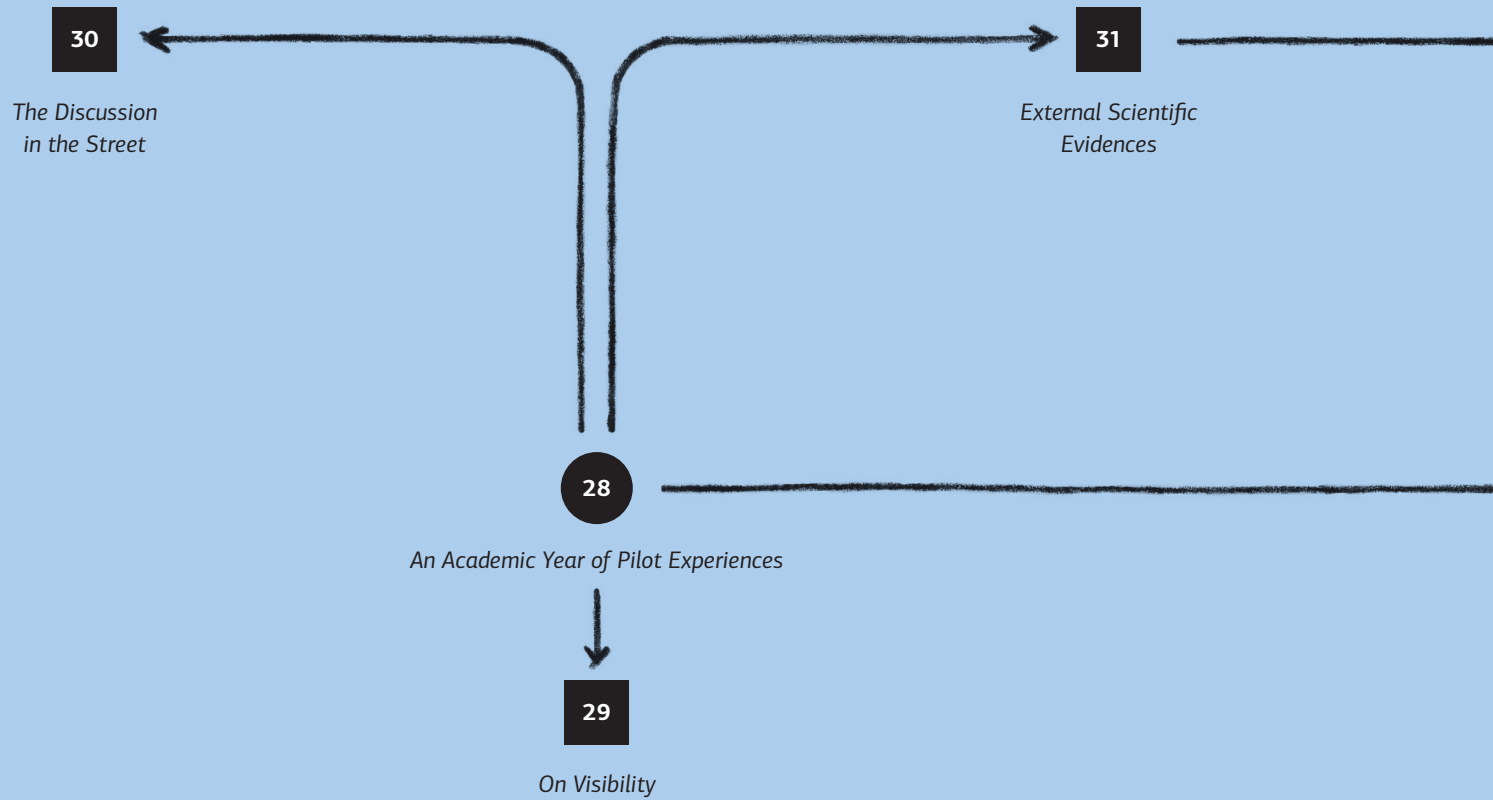 30
The Discussion
in the Street
31
External Scientific
Evidences
28
An Academic Year of Pilot Experiences
29
On Visibility